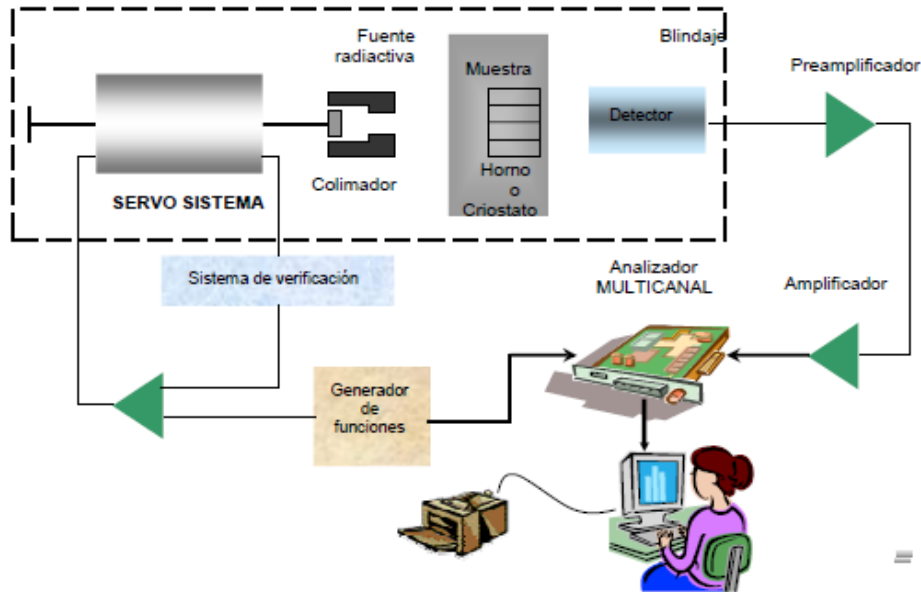 Fuente
radiactiva
Blindaje
Muestra
Preamplificador
Detector
Colimador
Horno
o
Criostato
SERVO SISTEMA
Sistema de verificación
Analizador
MULTICANAL
Amplificador
Generador
de
funciones